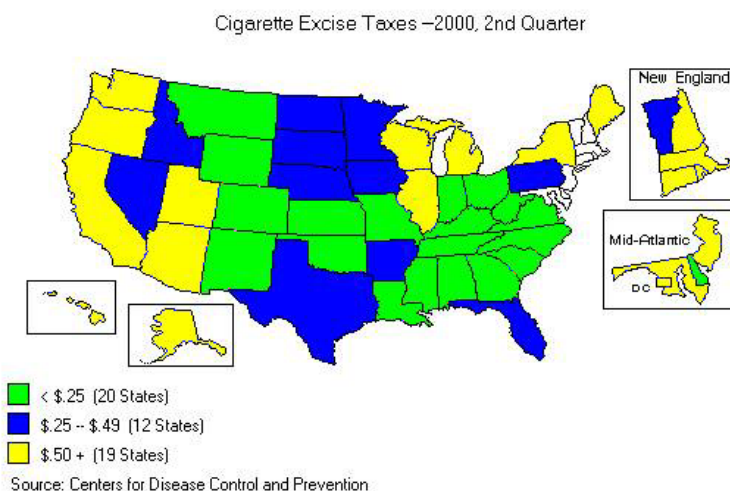 Cigarette Excise Taxes –2000, 2nd Quarter
New England
Mid-Atlantic
DC
< $.25 (20 States)
$.25 -- $.49 (12 States)
$.50 + (19 States)
Source: Centers for Disease Control and Prevention